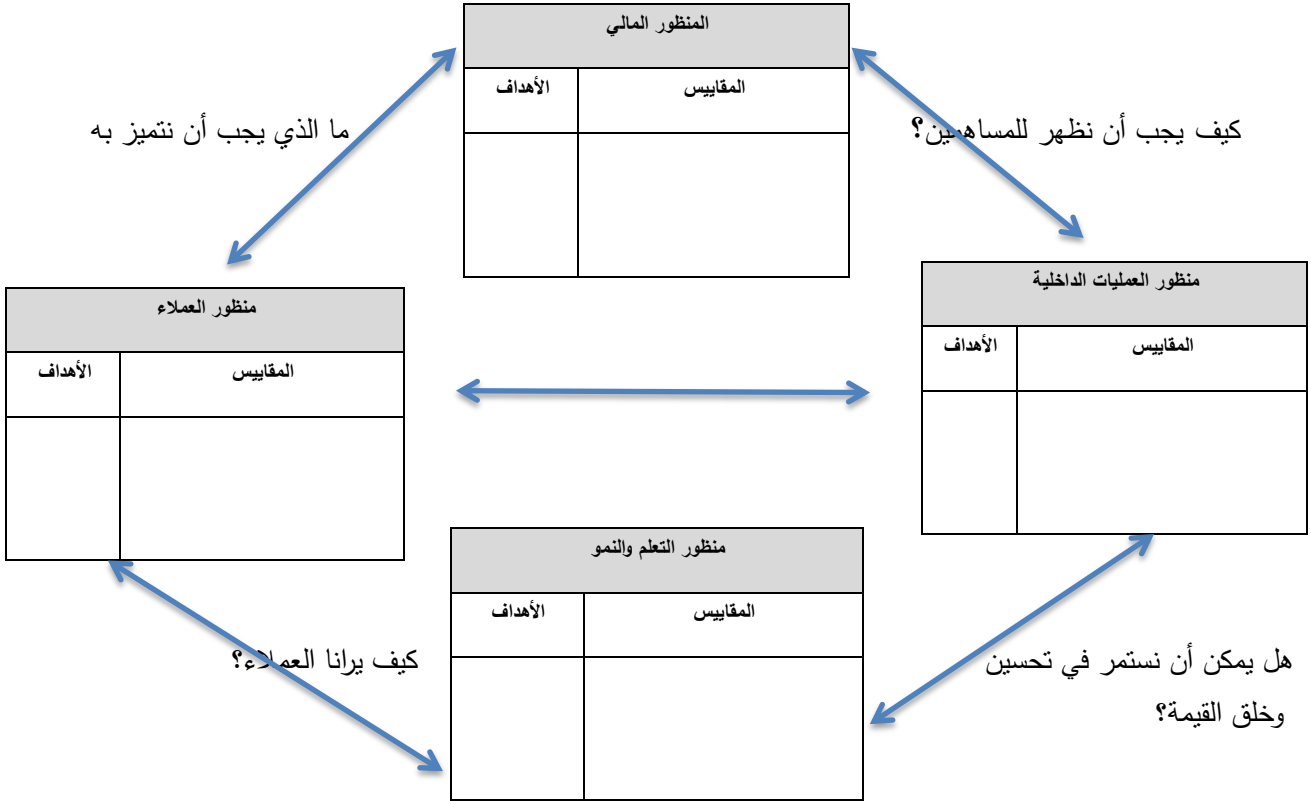 المنظور المالي
المقاييس
الأهداف
كيف يجب أن نظهر للمساهمين؟
ما الذي يجب أن نتميز به
منظور العمليات الداخلية
المقاييس
الأهداف
منظور العملاء
المقاييس
الأهداف
منظور التعلم والنمو
المقاييس
الأهداف
هل يمكن أن نستمر في تحسين
وخلق القيمة؟
كيف يرانا العملاء؟